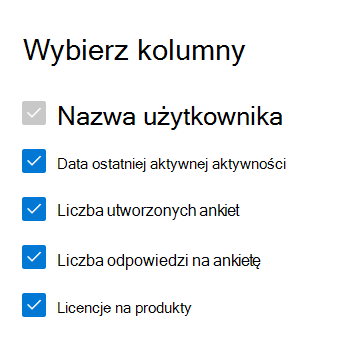 Wybierz kolumny
Nazwa użytkownika
Data ostatniej aktywnej aktywności
Liczba utworzonych ankiet
Liczba odpowiedzi na ankietę
Licencje na produkty